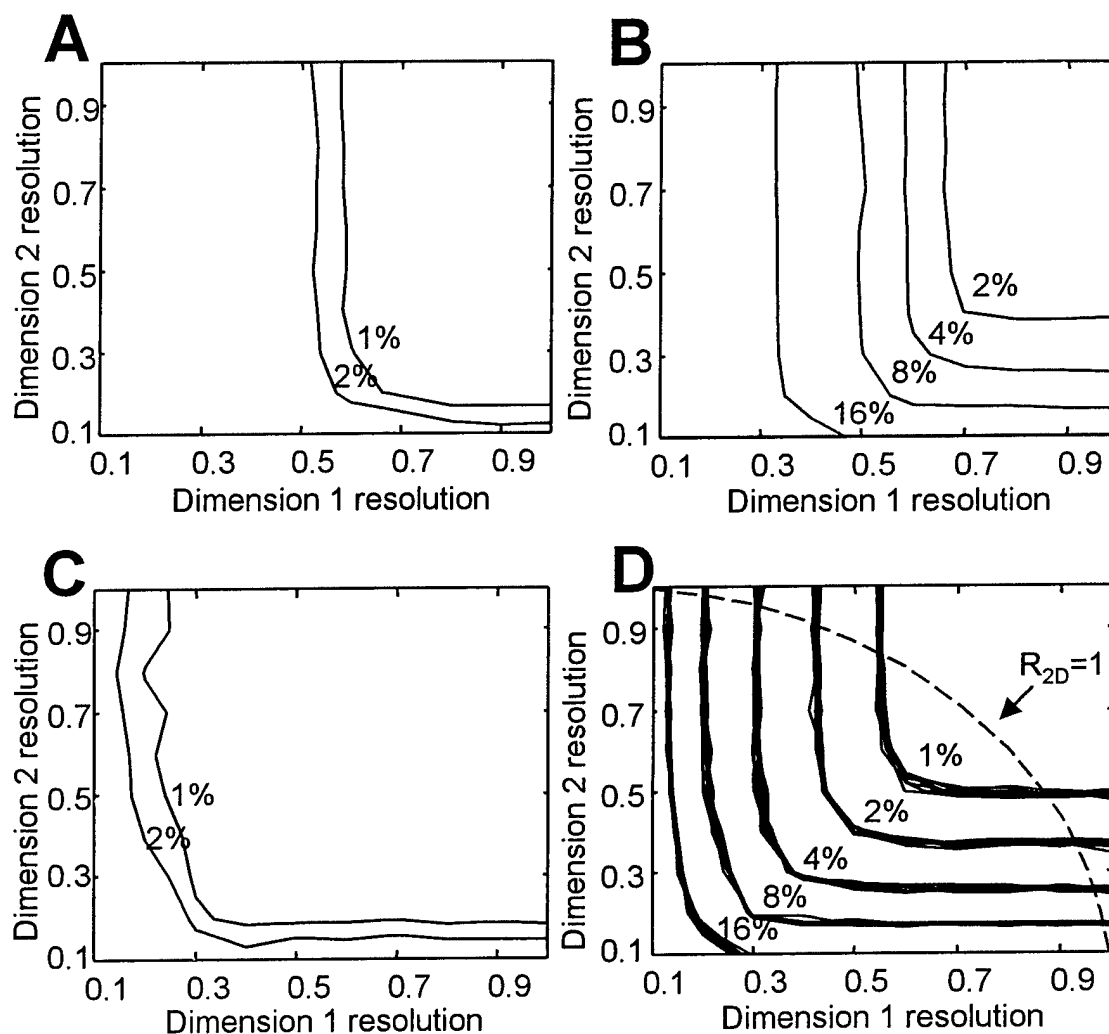 A
Dimension 2 resolution
0.9
0.7
0.5
0.3
0.1
1%
2%
0.1 0.3 0.5 0.7 0.9
Dimension 1 resolution
B
Dimension 2 resolution
0.9
0.7
0.5
0.3
0.1
2%
4%
8%
16%
0.1 0.3 0.5 0.7 0.9
Dimension 1 resolution
C
Dimension 2 resolution
0.9
0.7
0.5
0.3
0.1
1%
2%
0.1 0.3 0.5 0.7 0.9
Dimension 1 resolution
D
Dimension 2 resolution
0.9
0.7
0.5
0.3
0.1
R2D=1
1%
2%
4%
8%
16%
0.1 0.3 0.5 0.7 0.9
Dimension 1 resolution